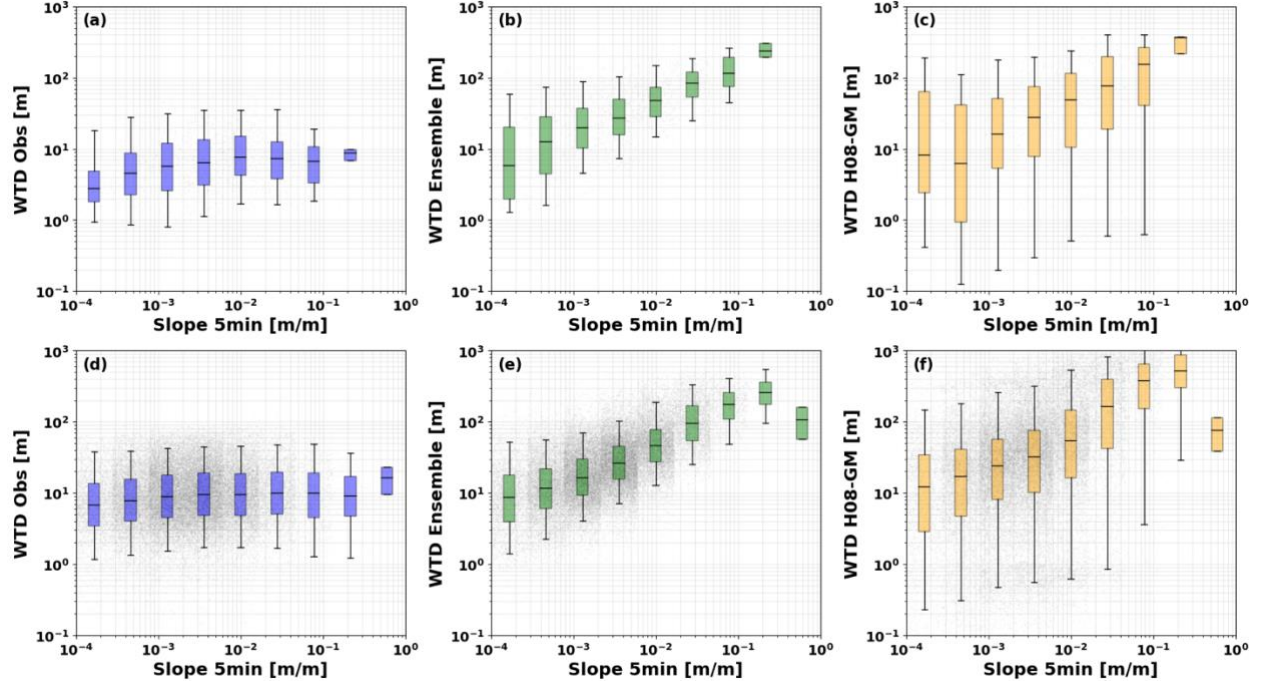 (a)
WTD Obs [m]
10³
10²
10¹
10⁰
10⁻¹
10⁻⁴ 10⁻³ 10⁻² 10⁻¹ 10⁰
Slope 5min [m/m]
(b)
WTD Ensemble [m]
10³
10²
10¹
10⁰
10⁻¹
10⁻⁴ 10⁻³ 10⁻² 10⁻¹ 10⁰
Slope 5min [m/m]
(c)
WTD H08-GM [m]
10³
10²
10¹
10⁰
10⁻¹
10⁻⁴ 10⁻³ 10⁻² 10⁻¹ 10⁰
Slope 5min [m/m]
(d)
WTD Obs [m]
10³
10²
10¹
10⁰
10⁻¹
10⁻⁴ 10⁻³ 10⁻² 10⁻¹ 10⁰
Slope 5min [m/m]
(e)
WTD Ensemble [m]
10³
10²
10¹
10⁰
10⁻¹
10⁻⁴ 10⁻³ 10⁻² 10⁻¹ 10⁰
Slope 5min [m/m]
(f)
WTD H08-GM [m]
10³
10²
10¹
10⁰
10⁻¹
10⁻⁴ 10⁻³ 10⁻² 10⁻¹ 10⁰
Slope 5min [m/m]